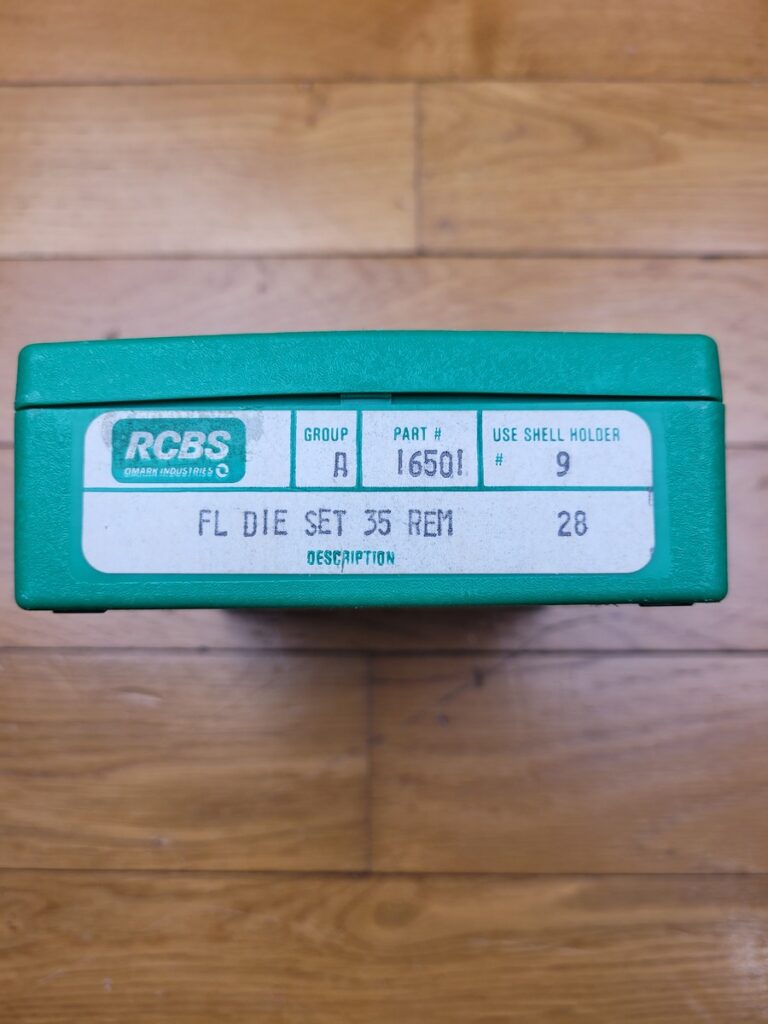 RCBS
OMARK INDUSTRIES
GROUP
A
PART #
16501
USE SHELL HOLDER
# 9
FL DIE SET 35 REM 28
DESCRIPTION